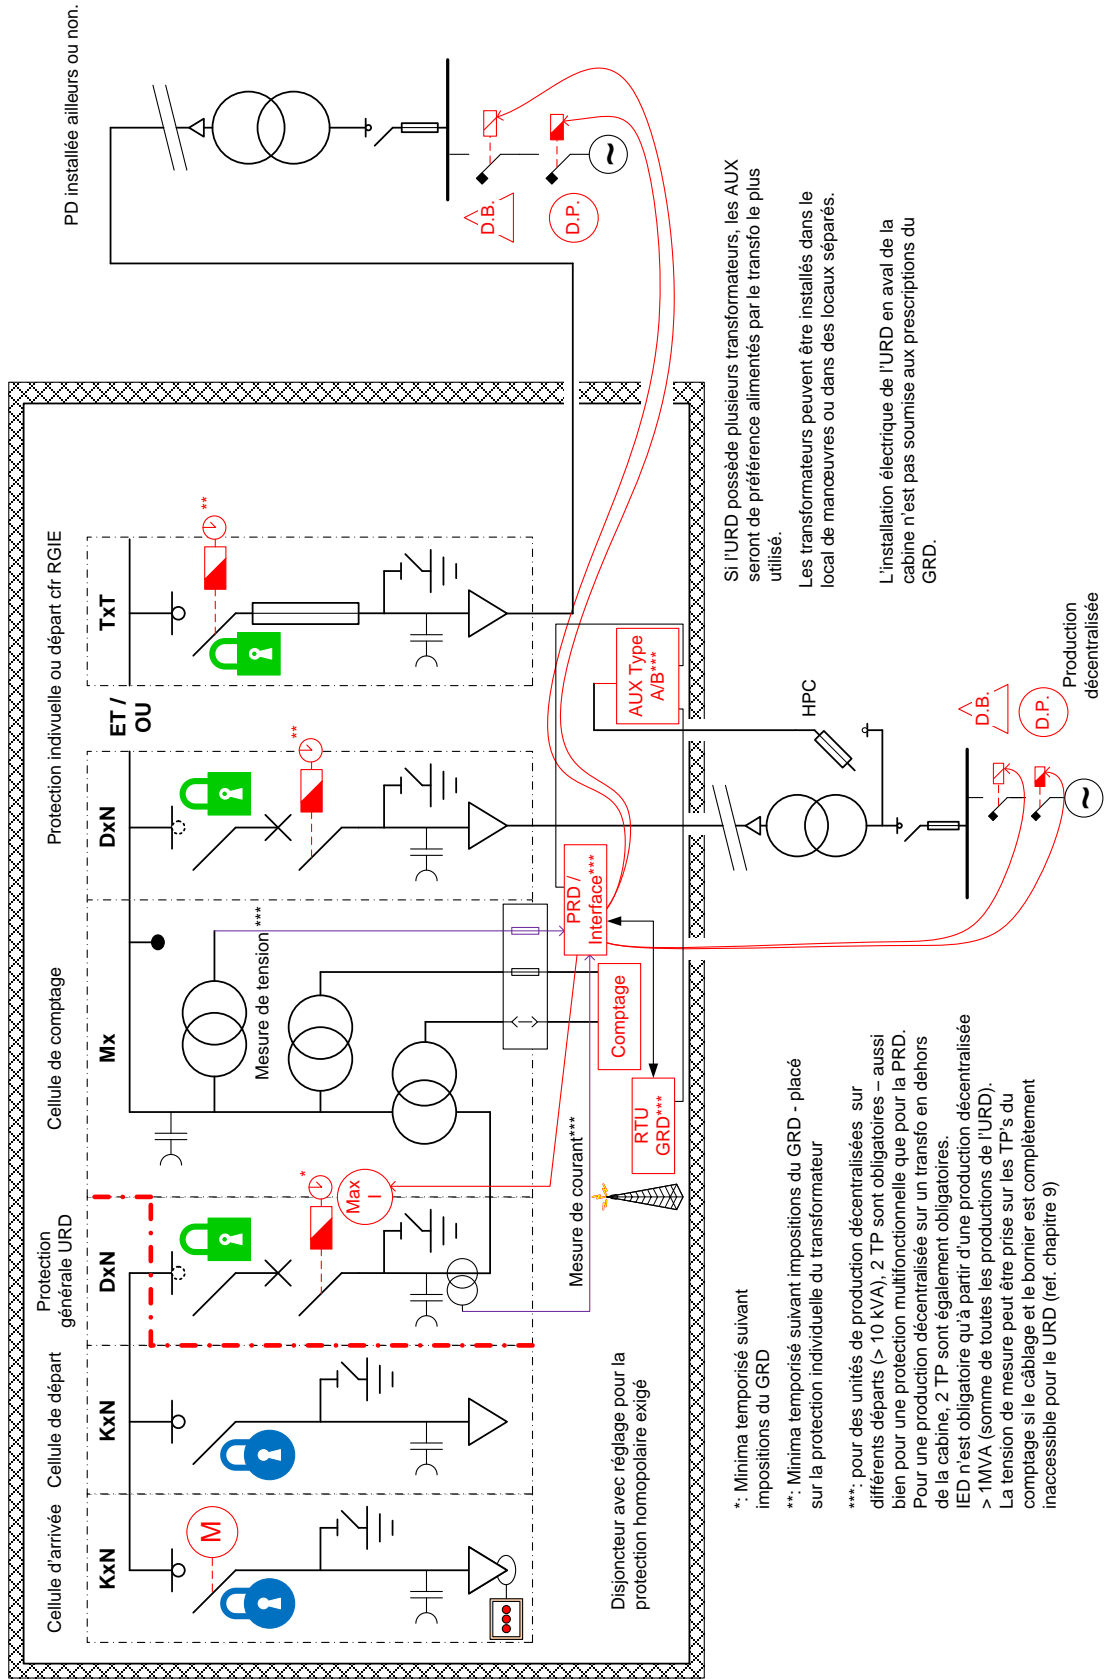 Cellule d'arrivée
Cellule de départ
Protection
générale URD
Cellule de comptage
Protection indivuelle ou départ cfr RGIE
PD installée ailleurs ou non.
KxN
KxN
DxN
Mx
DxN
ET /
OU
TxT
M
*
Max
I
Mesure de tension ***
**
**
D.B.
D.P.
~
Mesure de courant***
PRD /
Interface***
Comptage
RTU
GRD***
AUX Type
A/B***
Disjoncteur avec réglage pour la
protection homopolaire exigé
HPC
D.B.
D.P.
~
Production
décentralisée
*: Minima temporisé suivant
impositions du GRD
**: Minima temporisé suivant impositions du GRD - placé
sur la protection individuelle du transformateur
***: pour des unités de production décentralisées sur
différents départs (> 10 kVA), 2 TP sont obligatoires – aussi
bien pour une protection multifonctionnelle que pour la PRD.
Pour une production décentralisée sur un transfo en dehors
de la cabine, 2 TP sont également obligatoires.
IED n'est obligatoire qu'à partir d'une production décentralisée
> 1MVA (somme de toutes les productions de l'URD).
La tension de mesure peut être prise sur les TP's du
comptage si le câblage et le bornier est complètement
inaccessible pour le URD (ref. chapitre 9)
Si l'URD possède plusieurs transformateurs, les AUX
seront de préférence alimentés par le transfo le plus
utilisé.
Les transformateurs peuvent être installés dans le
local de manœuvres ou dans des locaux séparés.
L'installation électrique de l'URD en aval de la
cabine n'est pas soumise aux prescriptions du
GRD.